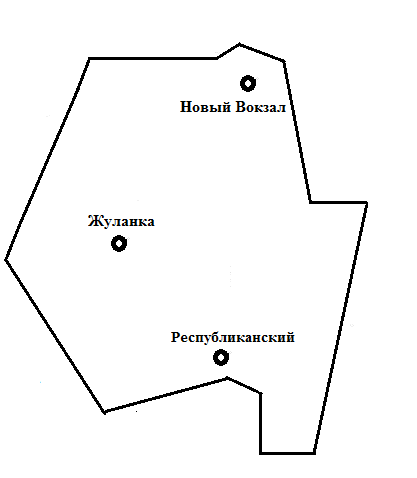 Новый Вокзал
Жуланка
Республиканский